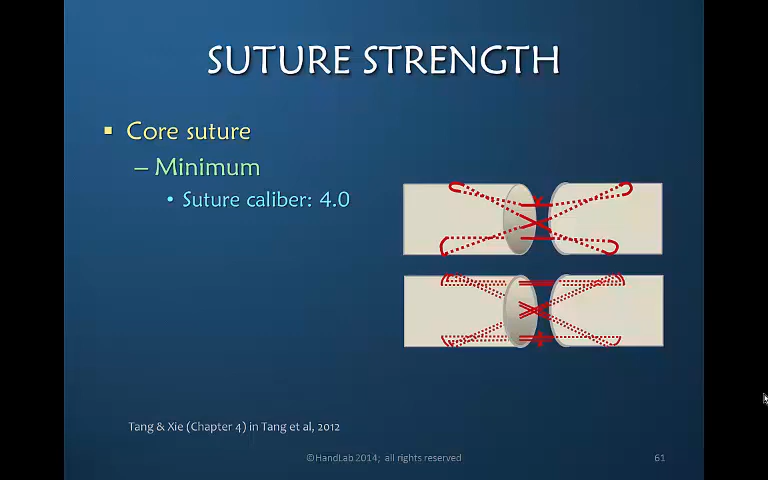 SUTURE STRENGTH
▪ Core suture
– Minimum
• Suture caliber: 4.0
Tang & Xie (Chapter 4) in Tang et al, 2012
©HandLab 2014; all rights reserved
61